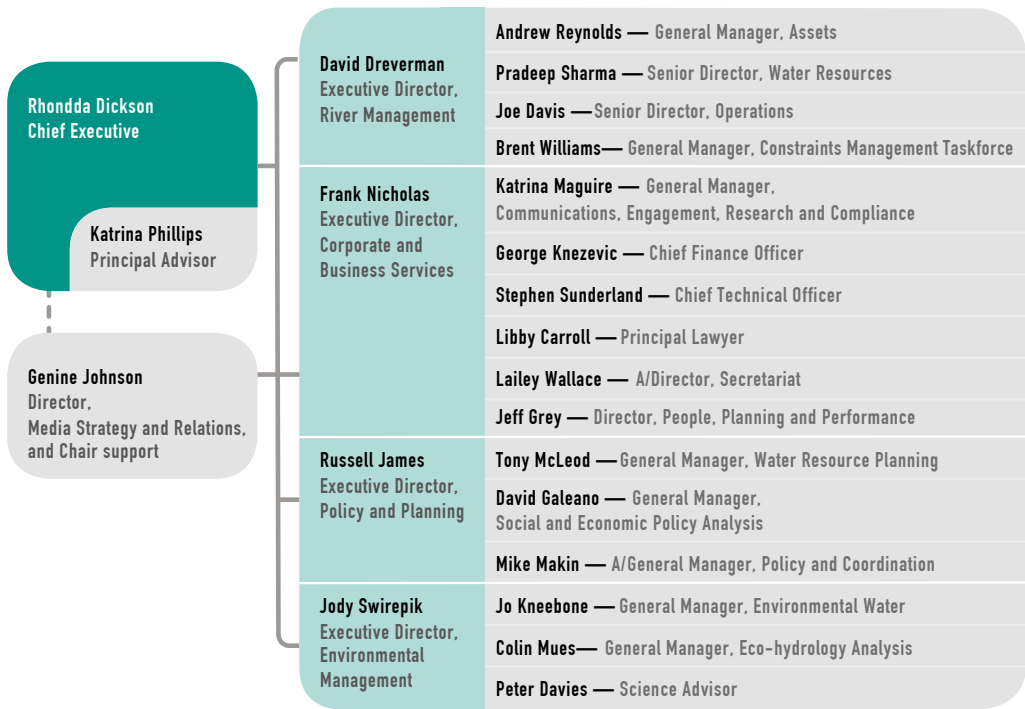 Rhondda Dickson
Chief Executive
Katrina Phillips
Principal Advisor
Genine Johnson
Director,
Media Strategy and Relations,
and Chair support
David Dreverman
Executive Director,
River Management
Andrew Reynolds — General Manager, Assets
Pradeep Sharma — Senior Director, Water Resources
Joe Davis —Senior Director, Operations
Brent Williams— General Manager, Constraints Management Taskforce
Frank Nicholas
Executive Director,
Corporate and
Business Services
Katrina Maguire — General Manager,
Communications, Engagement, Research and Compliance
George Knezevic — Chief Finance Officer
Stephen Sunderland — Chief Technical Officer
Libby Carroll — Principal Lawyer
Lailey Wallace — A/Director, Secretariat
Jeff Grey — Director, People, Planning and Performance
Russell James
Executive Director,
Policy and Planning
Tony McLeod —General Manager, Water Resource Planning
David Galeano — General Manager,
Social and Economic Policy Analysis
Mike Makin — A/General Manager, Policy and Coordination
Jody Swirepik
Executive Director,
Environmental
Management
Jo Kneebone — General Manager, Environmental Water
Colin Mues— General Manager, Eco-hydrology Analysis
Peter Davies — Science Advisor